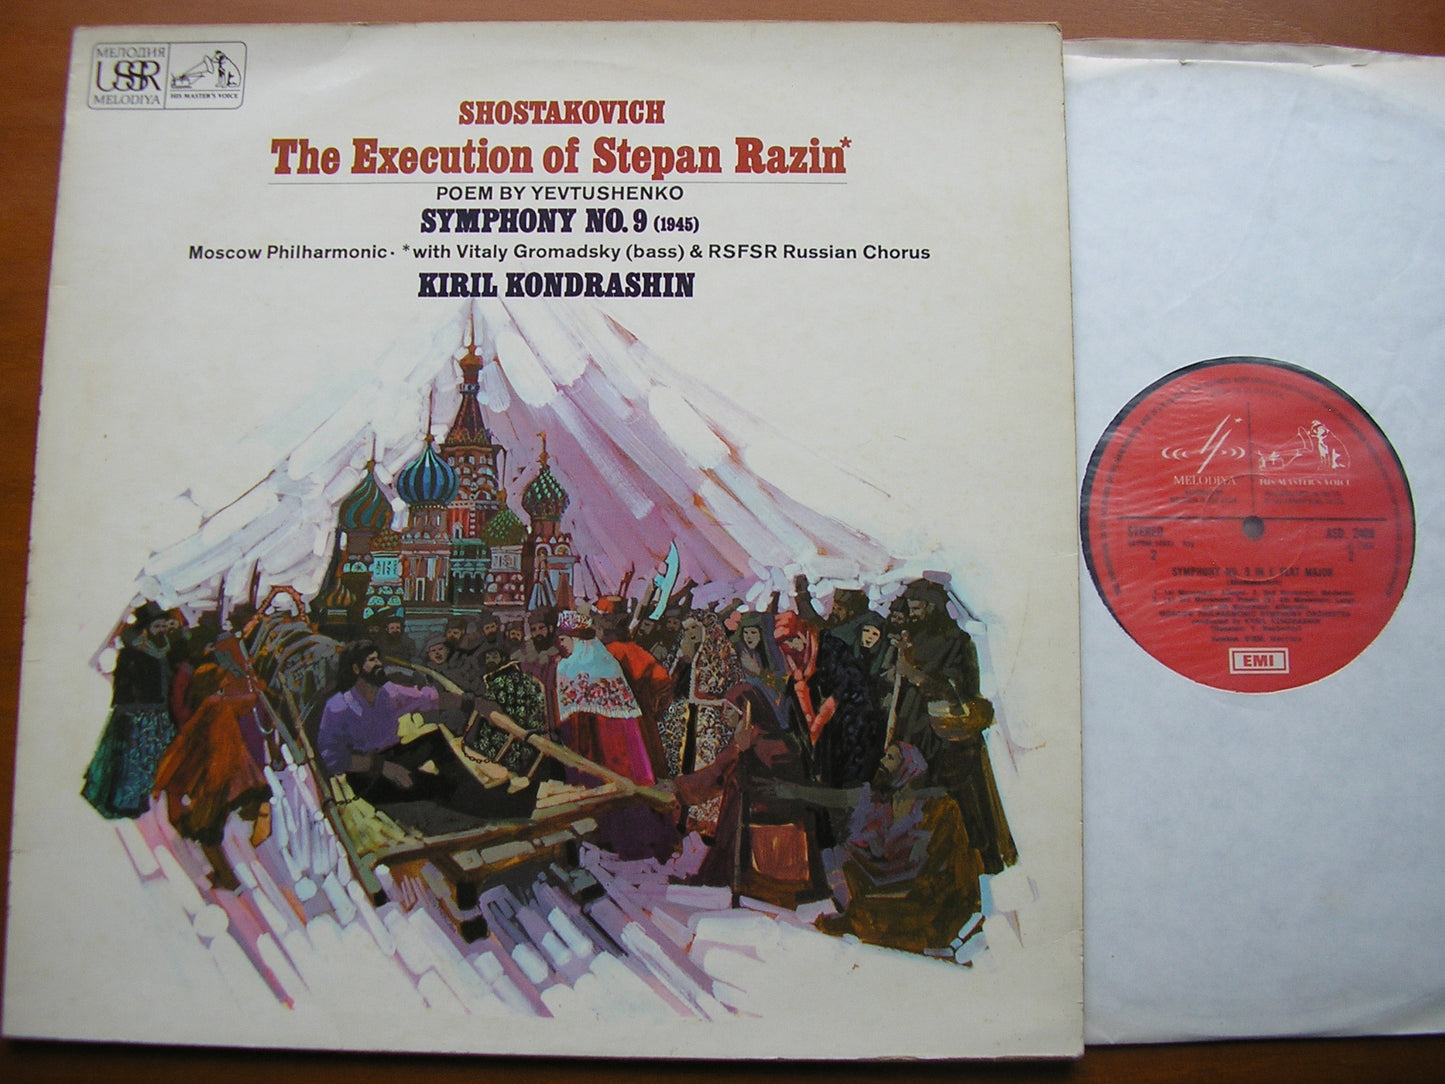 МЕЛОДИЯ
USSR
MELODIYA
HIS MASTER'S VOICE
SHOSTAKOVICH
The Execution of Stepan Razin*
POEM BY YEVTUSHENKO
SYMPHONY NO. 9 (1945)
Moscow Philharmonic · *with Vitaly Gromadsky (bass) & RSFSR Russian Chorus
KIRIL KONDRASHIN
MELODIYA
HIS MASTER'S VOICE
STEREO
ASD.
2
SYMPHONY NO. 9 IN E FLAT MAJOR
EMI